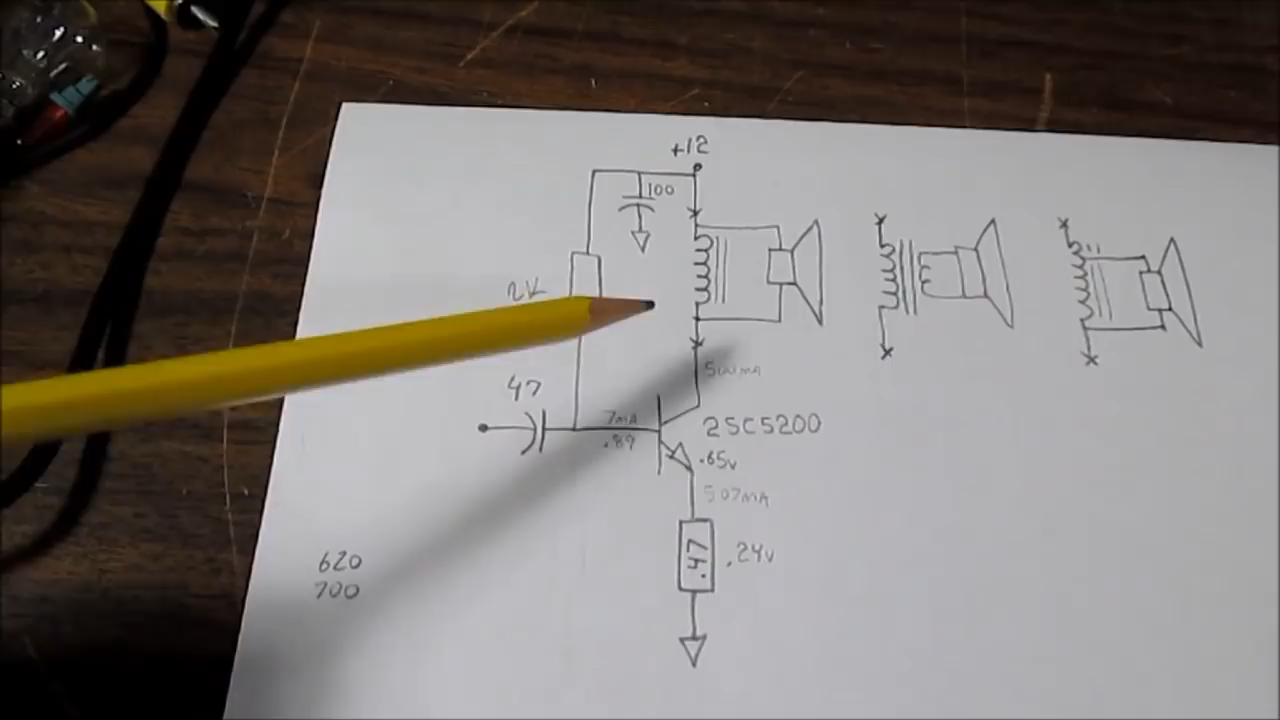 +12
100
2K
47
500mA
7mA
.89
2SC5200
.65v
507mA
.47
.24v
620
700